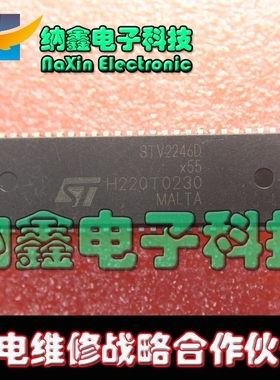 纳鑫电子科技
NaXin Electronic
STV2246D
x55
ST
H220T0230
MALTA
纳鑫电子科技
电维修战略合作伙